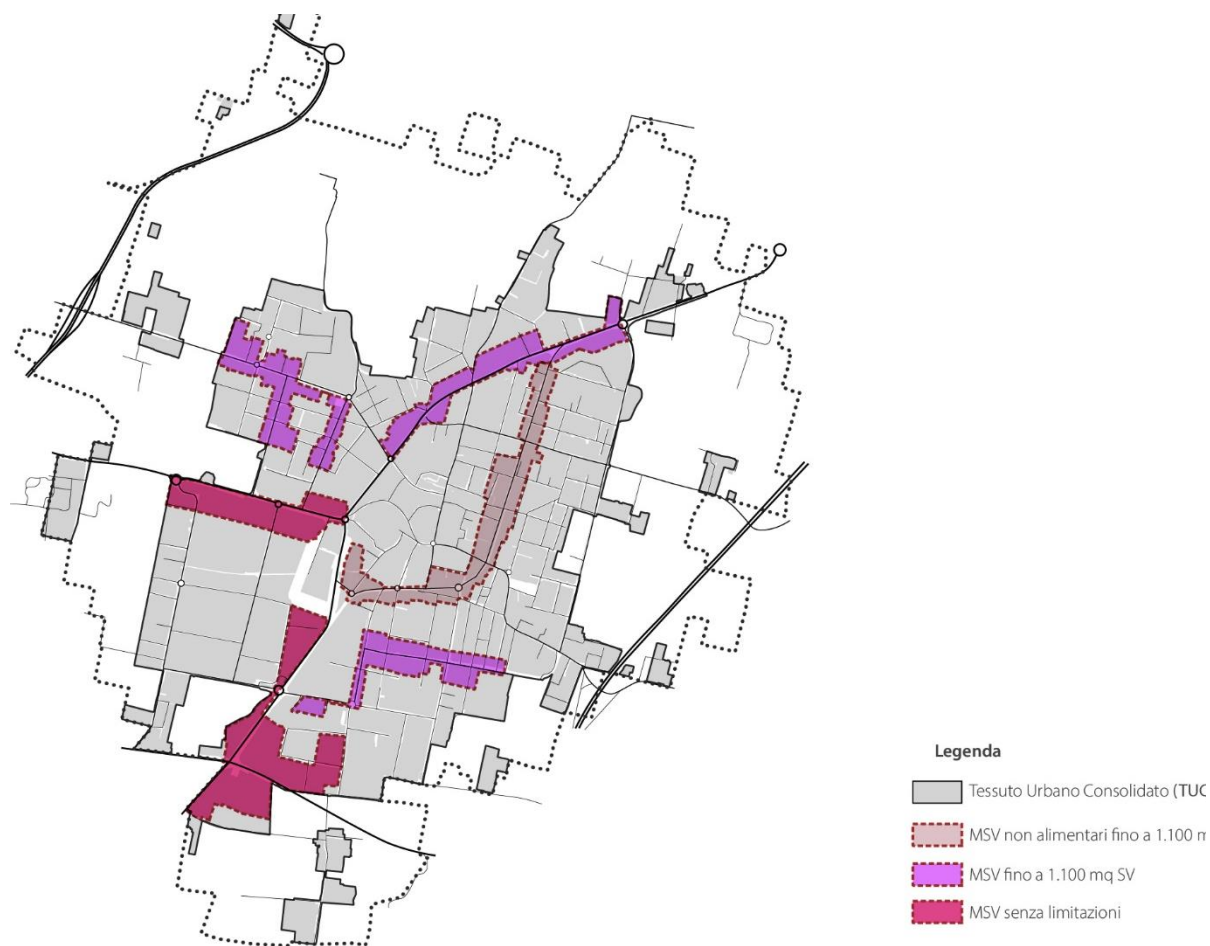 Legenda
Tessuto Urbano Consolidato (TUC
MSV non alimentari fino a 1.100 m
MSV fino a 1.100 mq SV
MSV senza limitazioni